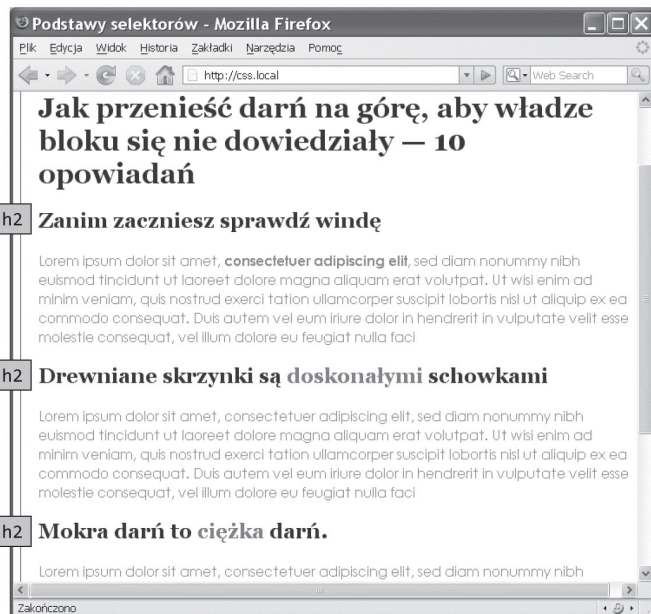 Podstawy selektorów - Mozilla Firefox
Plik Edycja Widok Historia Zakładki Narzędzia Pomoc
http://css.local Web Search
Jak przenieść darń na górę, aby władze
bloku się nie dowiedziały — 10
opowiadań
h2 Zanim zaczniesz sprawdź windę
Lorem ipsum dolor sit amet, consectetuer adipiscing elit, sed diam nonummy nibh
euismod tincidunt ut laoreet dolore magna aliquam erat volutpat. Ut wisi enim ad
minim veniam, quis nostrud exerci tation ullamcorper suscipit lobortis nisl ut aliquip ex ea
commodo consequat. Duis autem vel eum iriure dolor in hendrerit in vulputate velit esse
molestie consequat, vel illum dolore eu feugiat nulla faci
h2 Drewniane skrzynki są doskonałymi schowkami
Lorem ipsum dolor sit amet, consectetuer adipiscing elit, sed diam nonummy nibh
euismod tincidunt ut laoreet dolore magna aliquam erat volutpat. Ut wisi enim ad
minim veniam, quis nostrud exerci tation ullamcorper suscipit lobortis nisl ut aliquip ex ea
commodo consequat. Duis autem vel eum iriure dolor in hendrerit in vulputate velit esse
molestie consequat, vel illum dolore eu feugiat nulla faci
h2 Mokra darń to ciężka darń.
Lorem ipsum dolor sit amet, consectetuer adipiscing elit, sed diam nonummy nibh
Zakończono